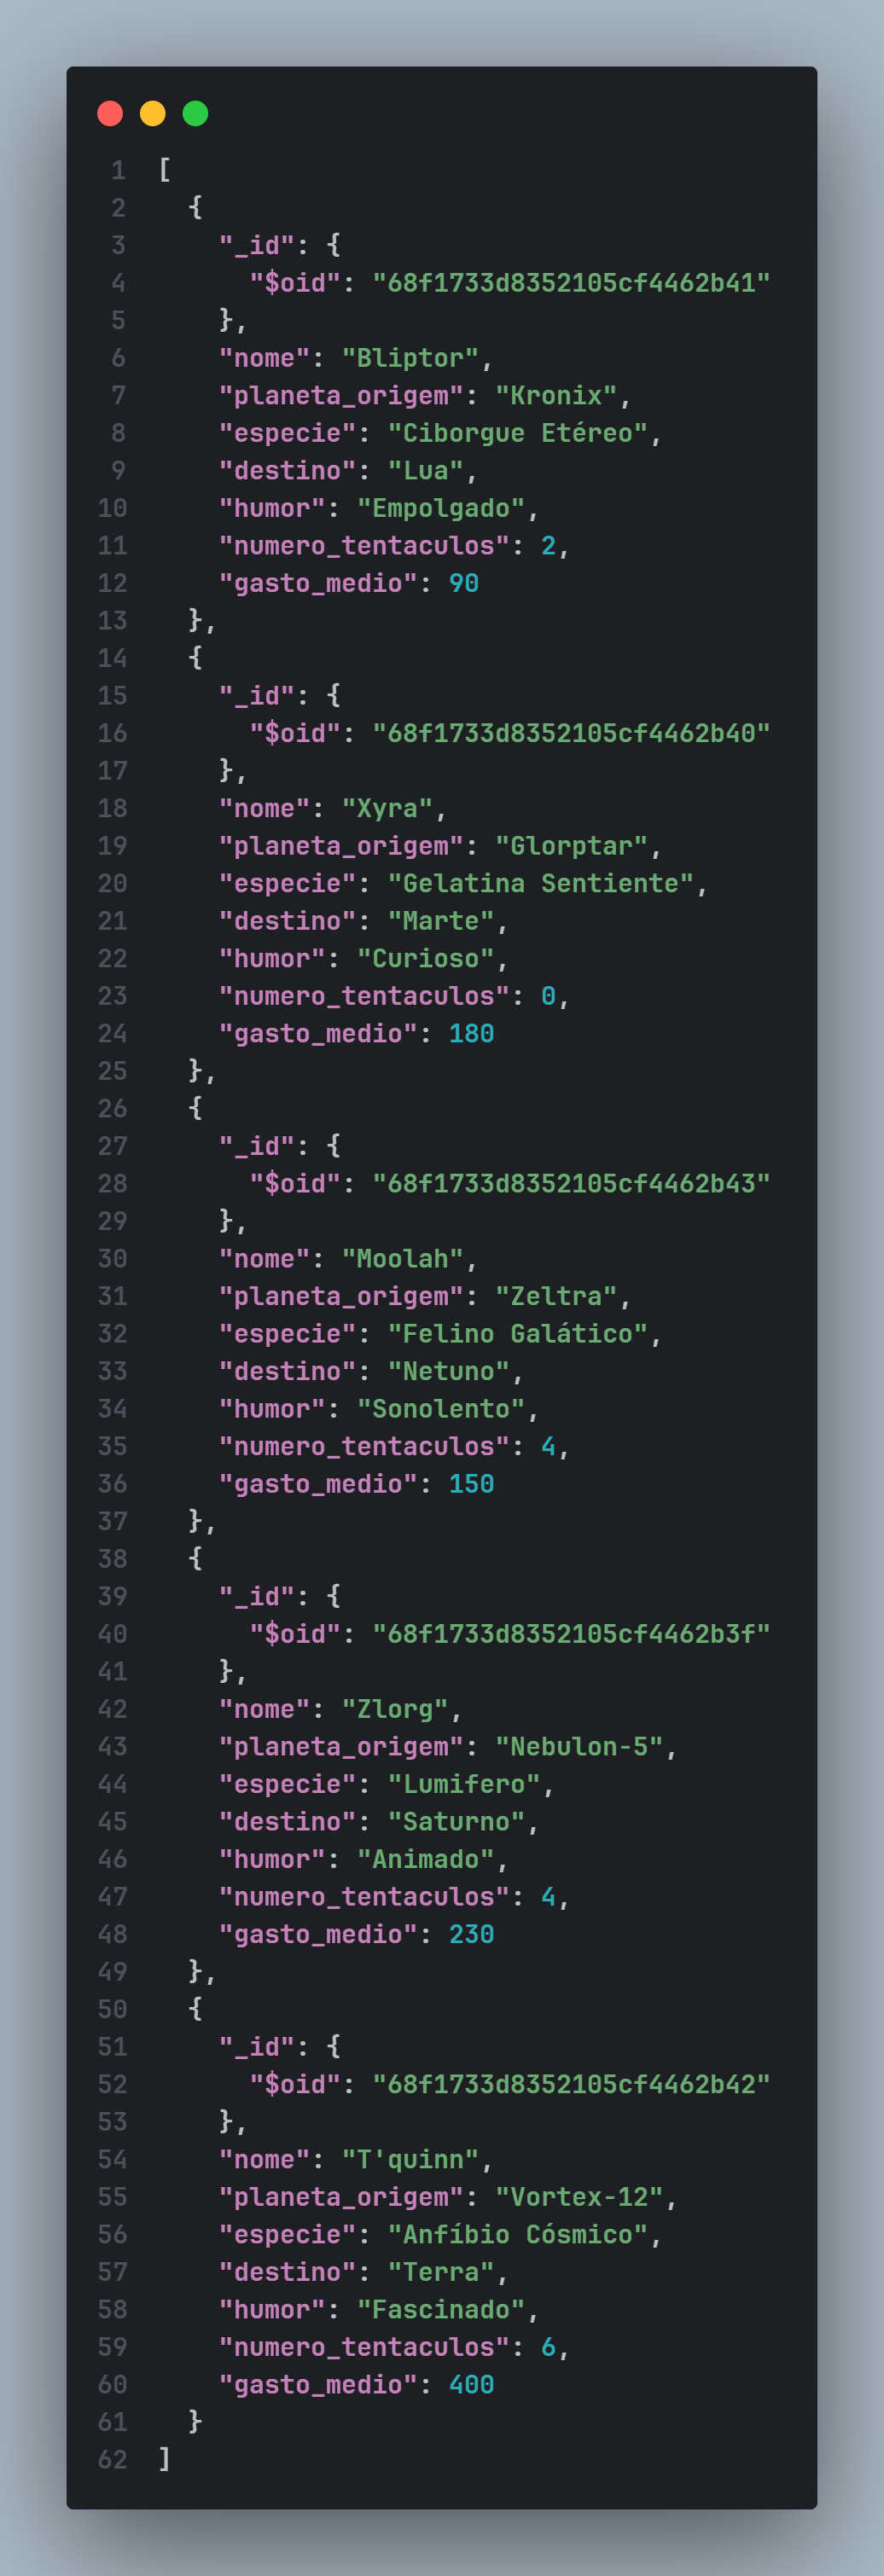 1 [
2 {
3 "_id": {
4 "$oid": "68f1733d8352105cf4462b41"
5 },
6 "nome": "Bliptor",
7 "planeta_origem": "Kronix",
8 "especie": "Ciborgue Etéreo",
9 "destino": "Lua",
10 "humor": "Empolgado",
11 "numero_tentaculos": 2,
12 "gasto_medio": 90
13 },
14 {
15 "_id": {
16 "$oid": "68f1733d8352105cf4462b40"
17 },
18 "nome": "Xyra",
19 "planeta_origem": "Glorptar",
20 "especie": "Gelatina Sentiente",
21 "destino": "Marte",
22 "humor": "Curioso",
23 "numero_tentaculos": 0,
24 "gasto_medio": 180
25 },
26 {
27 "_id": {
28 "$oid": "68f1733d8352105cf4462b43"
29 },
30 "nome": "Moolah",
31 "planeta_origem": "Zeltra",
32 "especie": "Felino Galático",
33 "destino": "Netuno",
34 "humor": "Sonolento",
35 "numero_tentaculos": 4,
36 "gasto_medio": 150
37 },
38 {
39 "_id": {
40 "$oid": "68f1733d8352105cf4462b3f"
41 },
42 "nome": "Zlorg",
43 "planeta_origem": "Nebulon-5",
44 "especie": "Lumifero",
45 "destino": "Saturno",
46 "humor": "Animado",
47 "numero_tentaculos": 4,
48 "gasto_medio": 230
49 },
50 {
51 "_id": {
52 "$oid": "68f1733d8352105cf4462b42"
53 },
54 "nome": "T'quinn",
55 "planeta_origem": "Vortex-12",
56 "especie": "Anfíbio Cósmico",
57 "destino": "Terra",
58 "humor": "Fascinado",
59 "numero_tentaculos": 6,
60 "gasto_medio": 400
61 }
62 ]